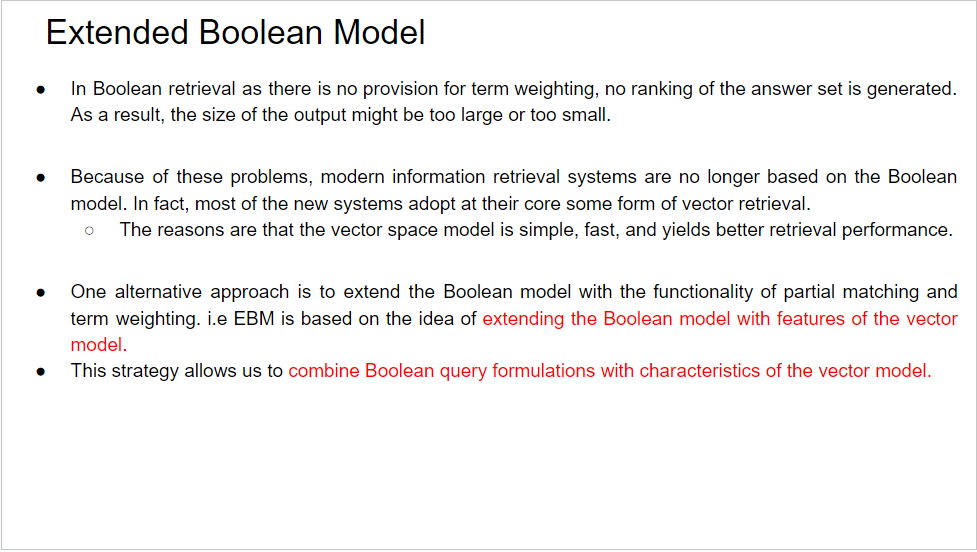 Extended Boolean Model
● In Boolean retrieval as there is no provision for term weighting, no ranking of the answer set is generated.
As a result, the size of the output might be too large or too small.
● Because of these problems, modern information retrieval systems are no longer based on the Boolean
model. In fact, most of the new systems adopt at their core some form of vector retrieval.
○ The reasons are that the vector space model is simple, fast, and yields better retrieval performance.
● One alternative approach is to extend the Boolean model with the functionality of partial matching and
term weighting. i.e EBM is based on the idea of extending the Boolean model with features of the vector
model.
● This strategy allows us to combine Boolean query formulations with characteristics of the vector model.